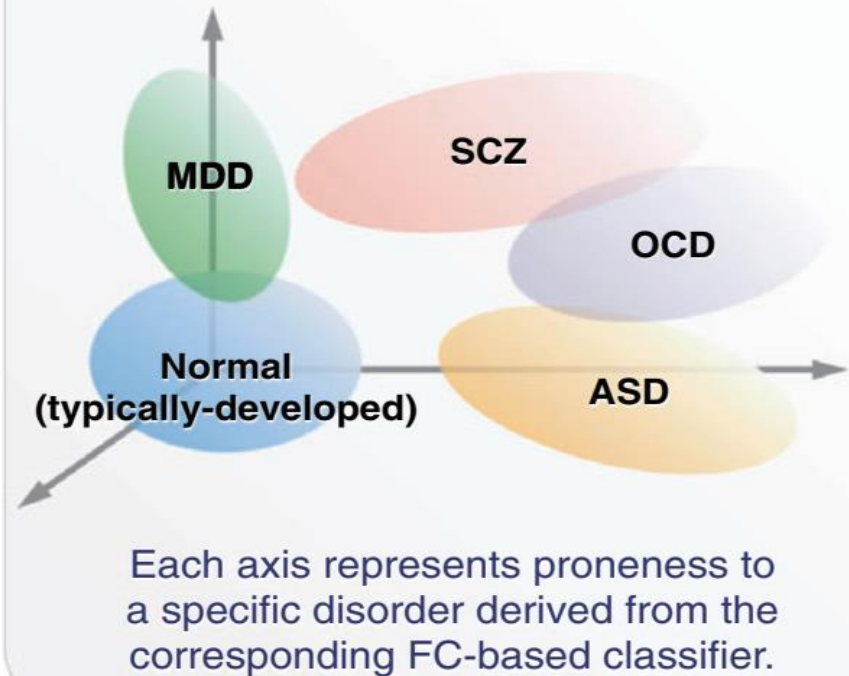 MDD
SCZ
OCD
Normal
(typically-developed)
ASD
Each axis represents proneness to
a specific disorder derived from the
corresponding FC-based classifier.